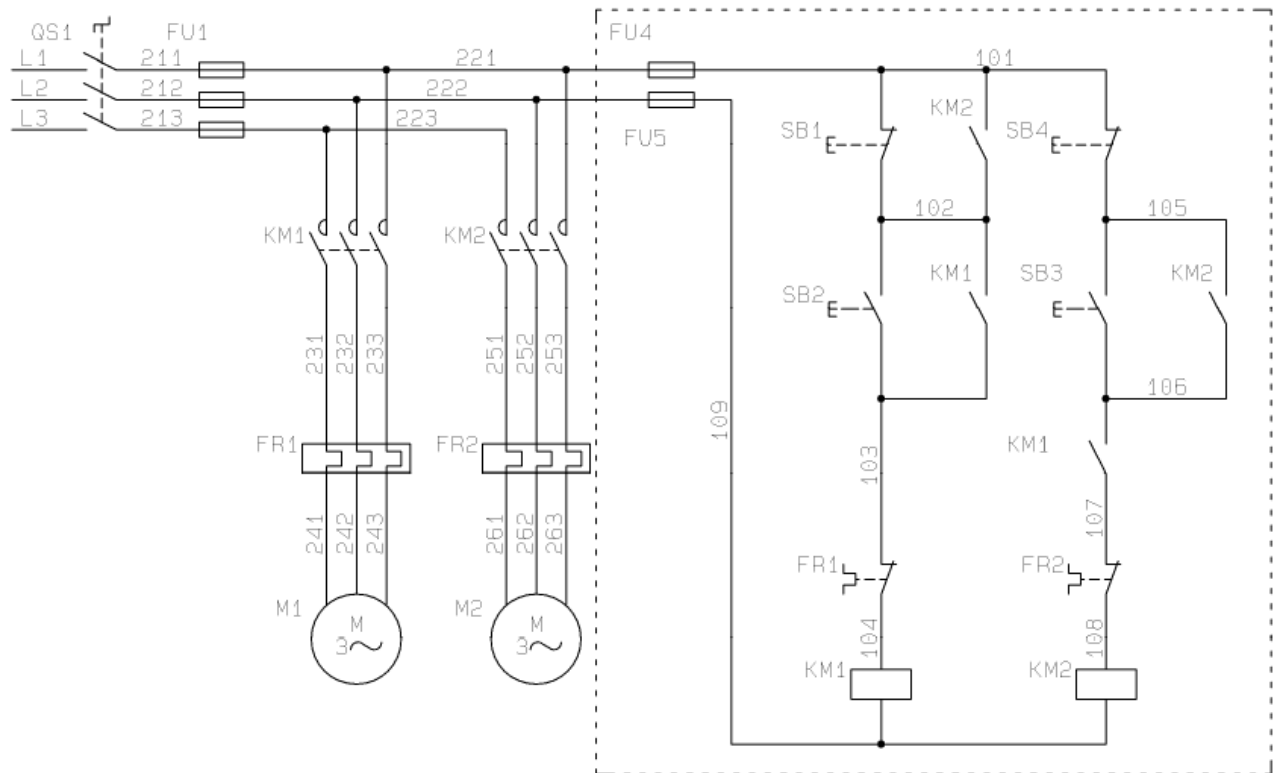 QS1 FU1 FU4
L1 211 221 101
L2 212 222 KM2
L3 213 223 FU5 SB1 SB4
102 105
KM1 KM2 KM1 SB3 KM2
SB2
231 232 233 251 252 253
106
109
FR1 FR2 103 KM1
241 242 243 261 262 263 107
FR1 FR2
M1 M2
M M
3 3
104 108
KM1 KM2